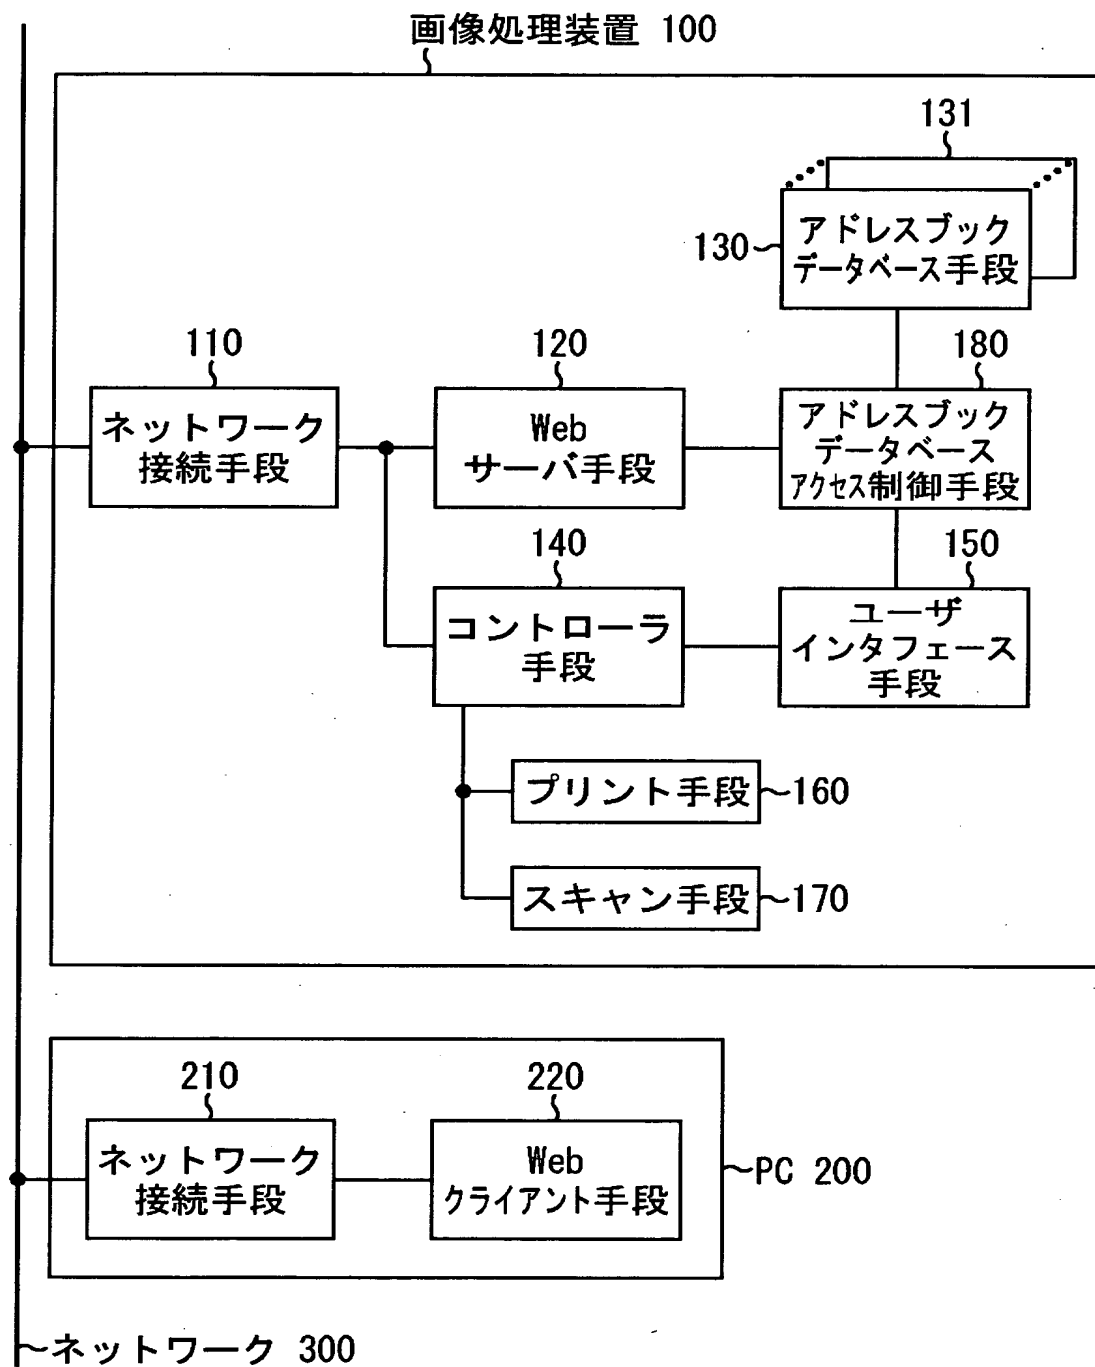 画像処理装置 100
131
130
アドレスブック
データベース手段
110
120
180
ネットワーク
接続手段
Web
サーバ手段
アドレスブック
データベース
アクセス制御手段
140
150
コントローラ
手段
ユーザ
インタフェース
手段
プリント手段
160
スキャン手段
170
210
220
ネットワーク
接続手段
Web
クライアント手段
PC 200
ネットワーク 300